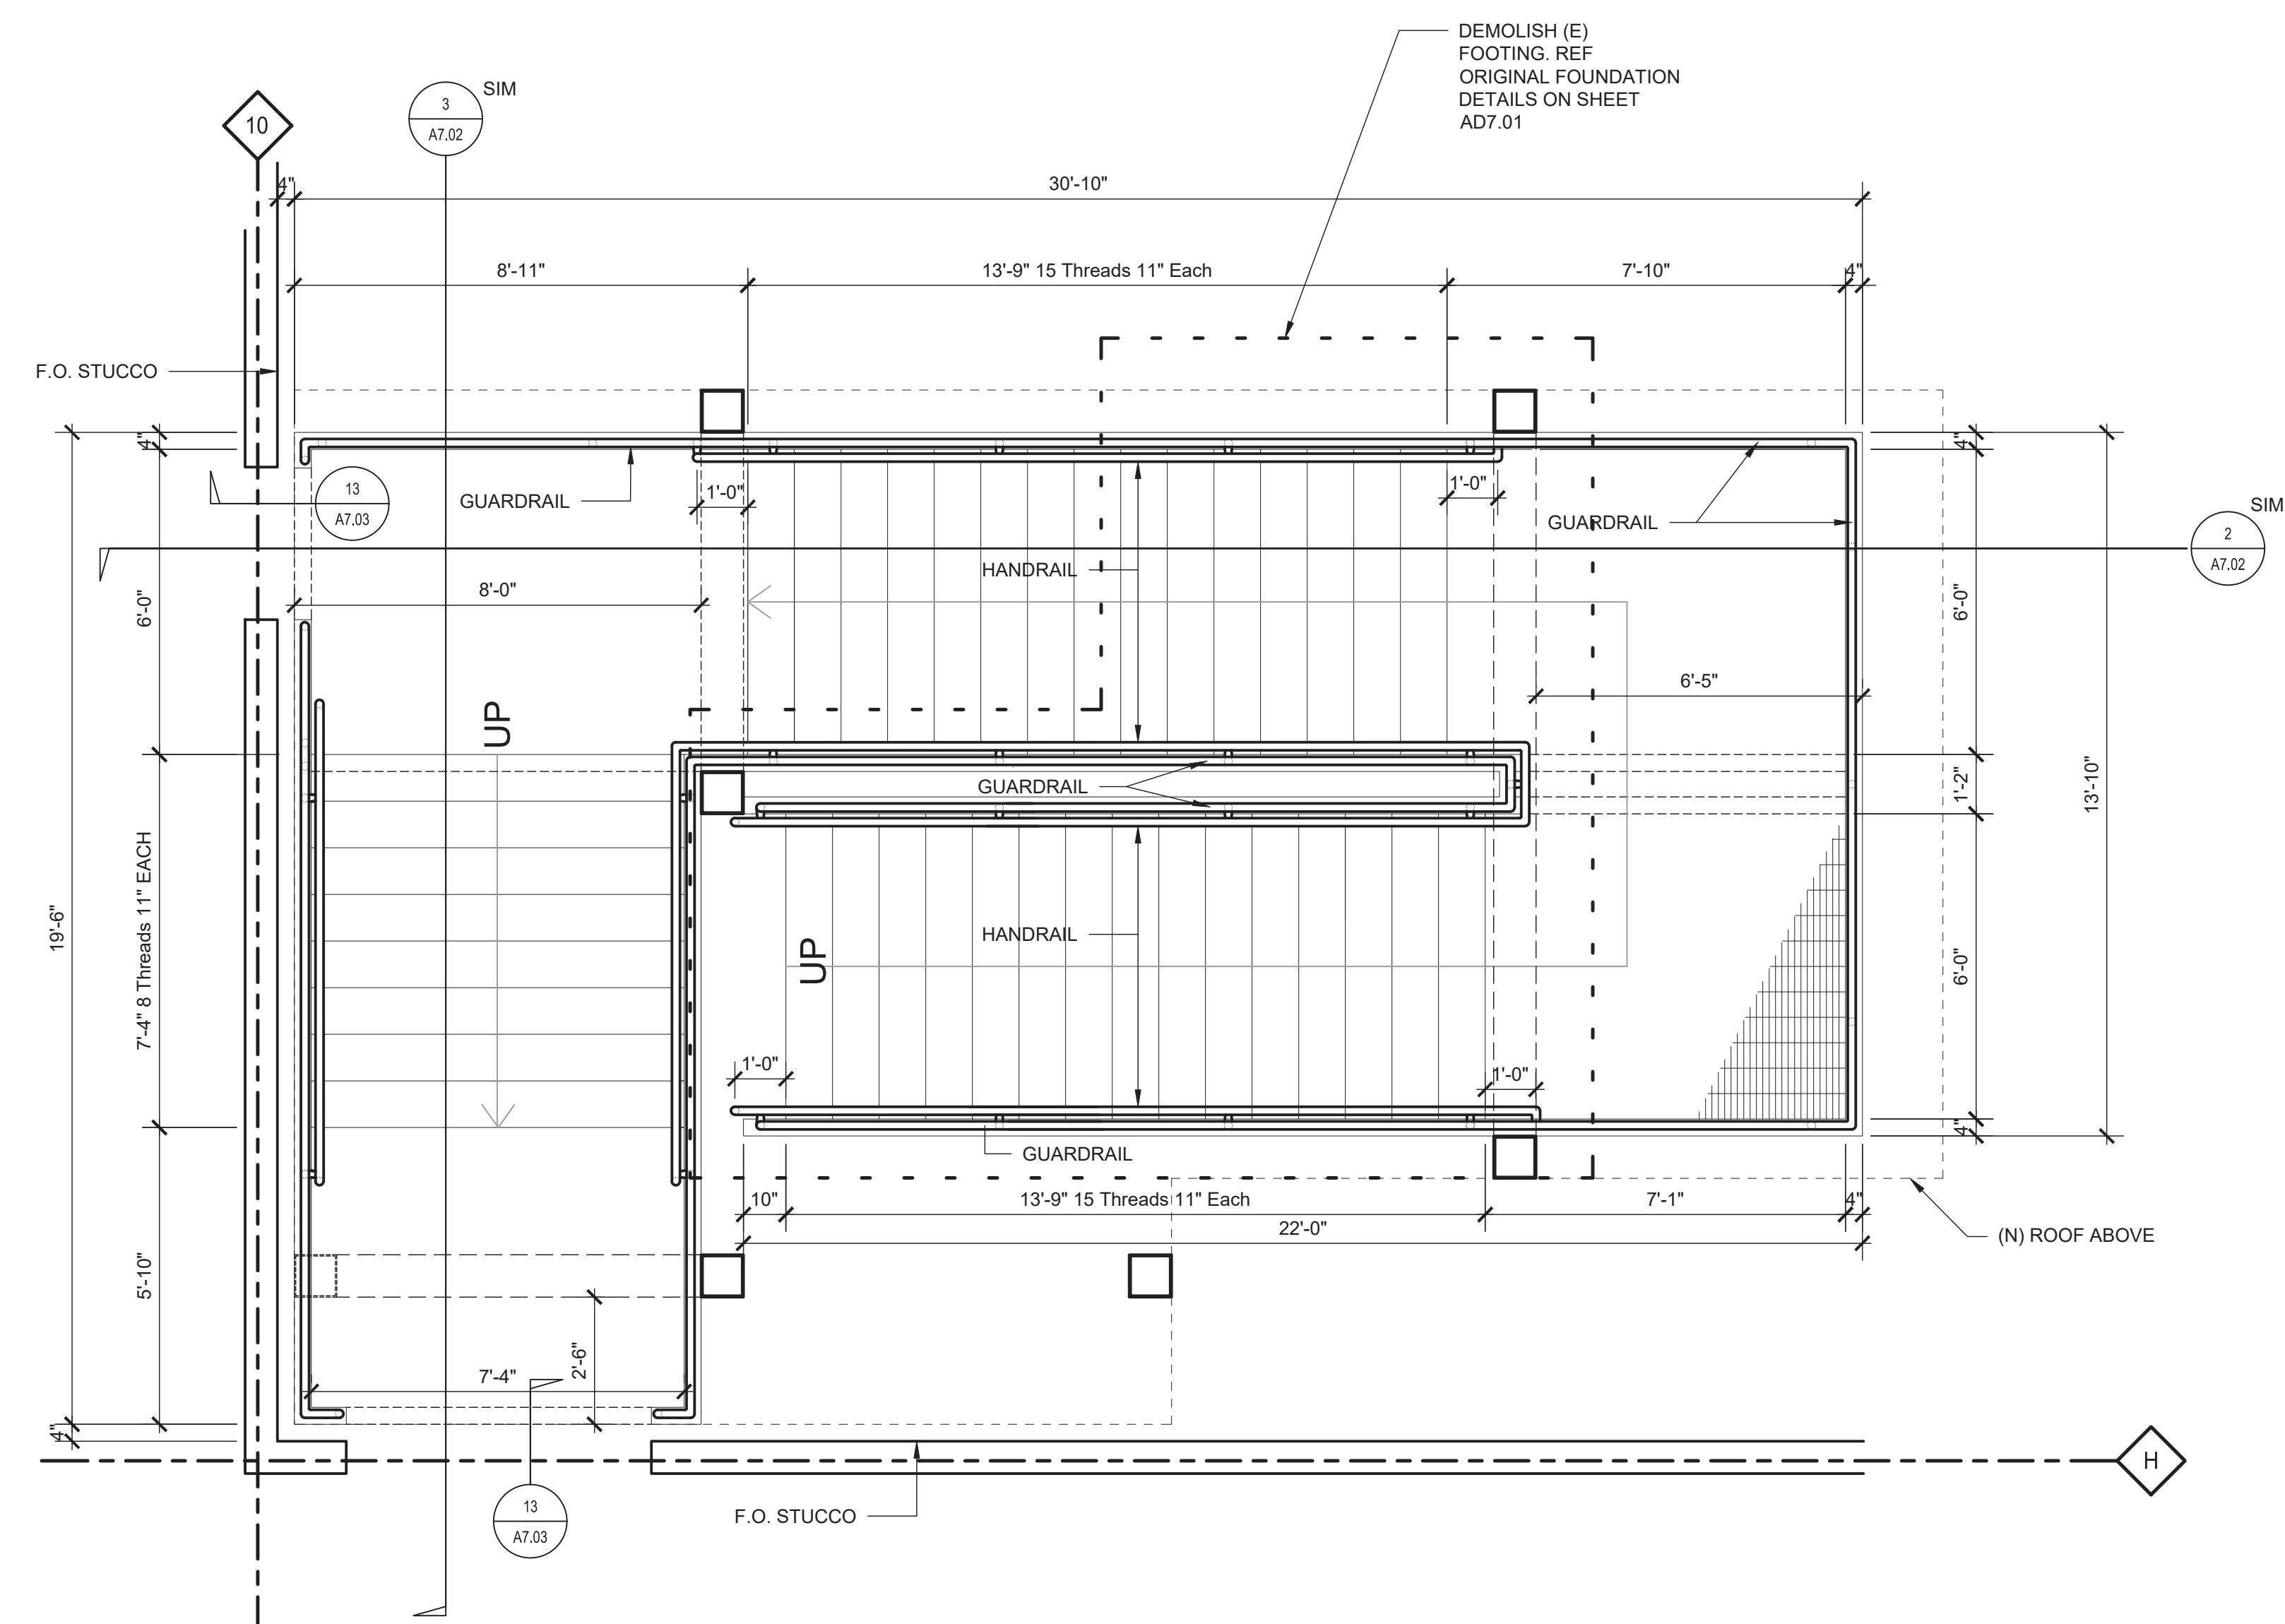 DEMOLISH (E)
FOOTING. REF
ORIGINAL FOUNDATION
DETAILS ON SHEET
AD7.01
3
A7.02
SIM
10
4"
30'-10"
8'-11"
13'-9" 15 Threads 11" Each
7'-10"
4"
F.O. STUCCO
4"
4"
13
A7.03
GUARDRAIL
1'-0"
1'-0"
GUARDRAIL
SIM
2
A7.02
HANDRAIL
8'-0"
6'-0"
6'-0"
6'-5"
UP
GUARDRAIL
1'-2"
13'-10"
7'-4" 8 Threads 11" EACH
19'-6"
HANDRAIL
UP
6'-0"
1'-0"
1'-0"
4"
GUARDRAIL
10"
13'-9" 15 Threads 11" Each
7'-1"
4"
22'-0"
(N) ROOF ABOVE
5'-10"
2'-6"
7'-4"
4"
H
13
A7.03
F.O. STUCCO